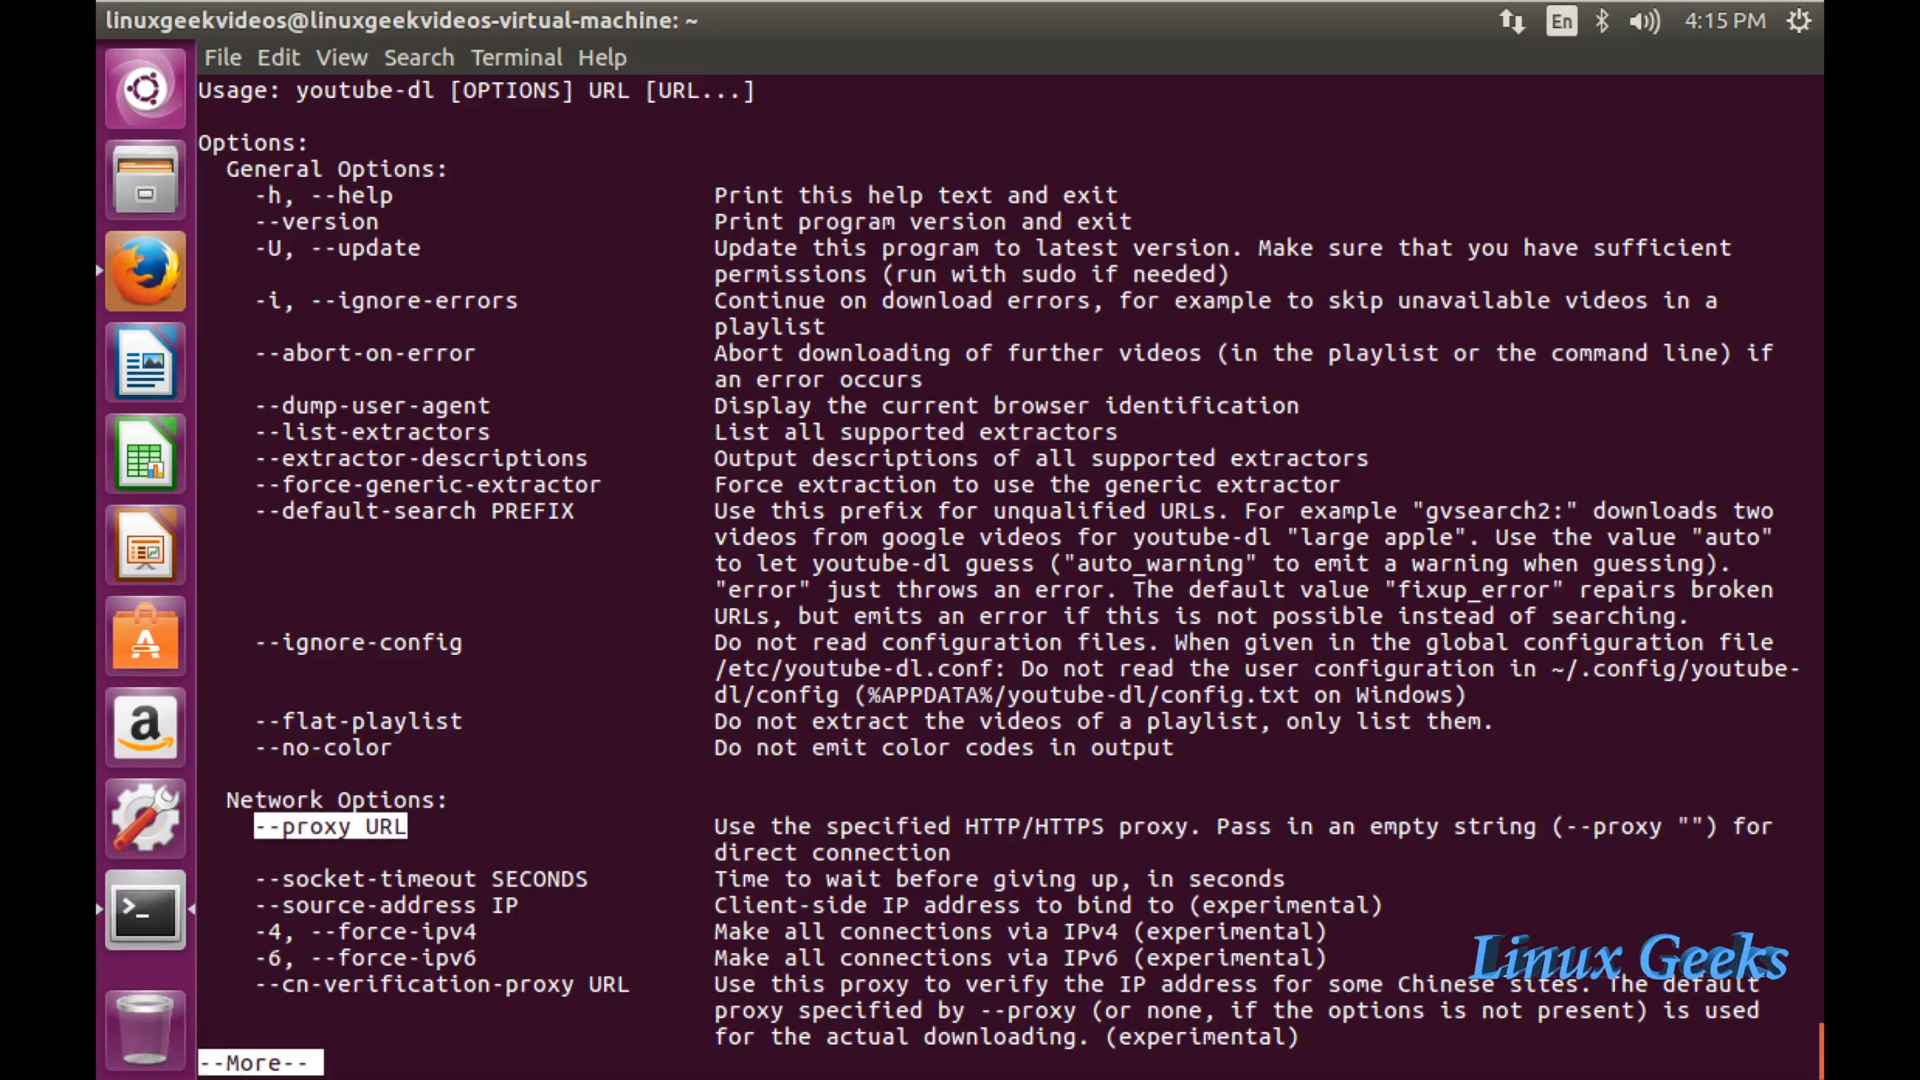 linuxgeekvideos@linuxgeekvideos-virtual-machine: ~
En
4:15 PM
File Edit View Search Terminal Help
Usage: youtube-dl [OPTIONS] URL [URL...]
Options:
General Options:
-h, --help Print this help text and exit
--version Print program version and exit
-U, --update Update this program to latest version. Make sure that you have sufficient
permissions (run with sudo if needed)
-i, --ignore-errors Continue on download errors, for example to skip unavailable videos in a
playlist
--abort-on-error Abort downloading of further videos (in the playlist or the command line) if
an error occurs
--dump-user-agent Display the current browser identification
--list-extractors List all supported extractors
--extractor-descriptions Output descriptions of all supported extractors
--force-generic-extractor Force extraction to use the generic extractor
--default-search PREFIX Use this prefix for unqualified URLs. For example "gvsearch2:" downloads two
videos from google videos for youtube-dl "large apple". Use the value "auto"
to let youtube-dl guess ("auto_warning" to emit a warning when guessing).
"error" just throws an error. The default value "fixup_error" repairs broken
URLs, but emits an error if this is not possible instead of searching.
--ignore-config Do not read configuration files. When given in the global configuration file
/etc/youtube-dl.conf: Do not read the user configuration in ~/.config/youtube-
dl/config (%APPDATA%/youtube-dl/config.txt on Windows)
--flat-playlist Do not extract the videos of a playlist, only list them.
--no-color Do not emit color codes in output
Network Options:
--proxy URL Use the specified HTTP/HTTPS proxy. Pass in an empty string (--proxy "") for
direct connection
--socket-timeout SECONDS Time to wait before giving up, in seconds
--source-address IP Client-side IP address to bind to (experimental)
-4, --force-ipv4 Make all connections via IPv4 (experimental)
-6, --force-ipv6 Make all connections via IPv6 (experimental)
--cn-verification-proxy URL Use this proxy to verify the IP address for some Chinese sites. The default
proxy specified by --proxy (or none, if the options is not present) is used
for the actual downloading. (experimental)
--More--
Linux Geeks